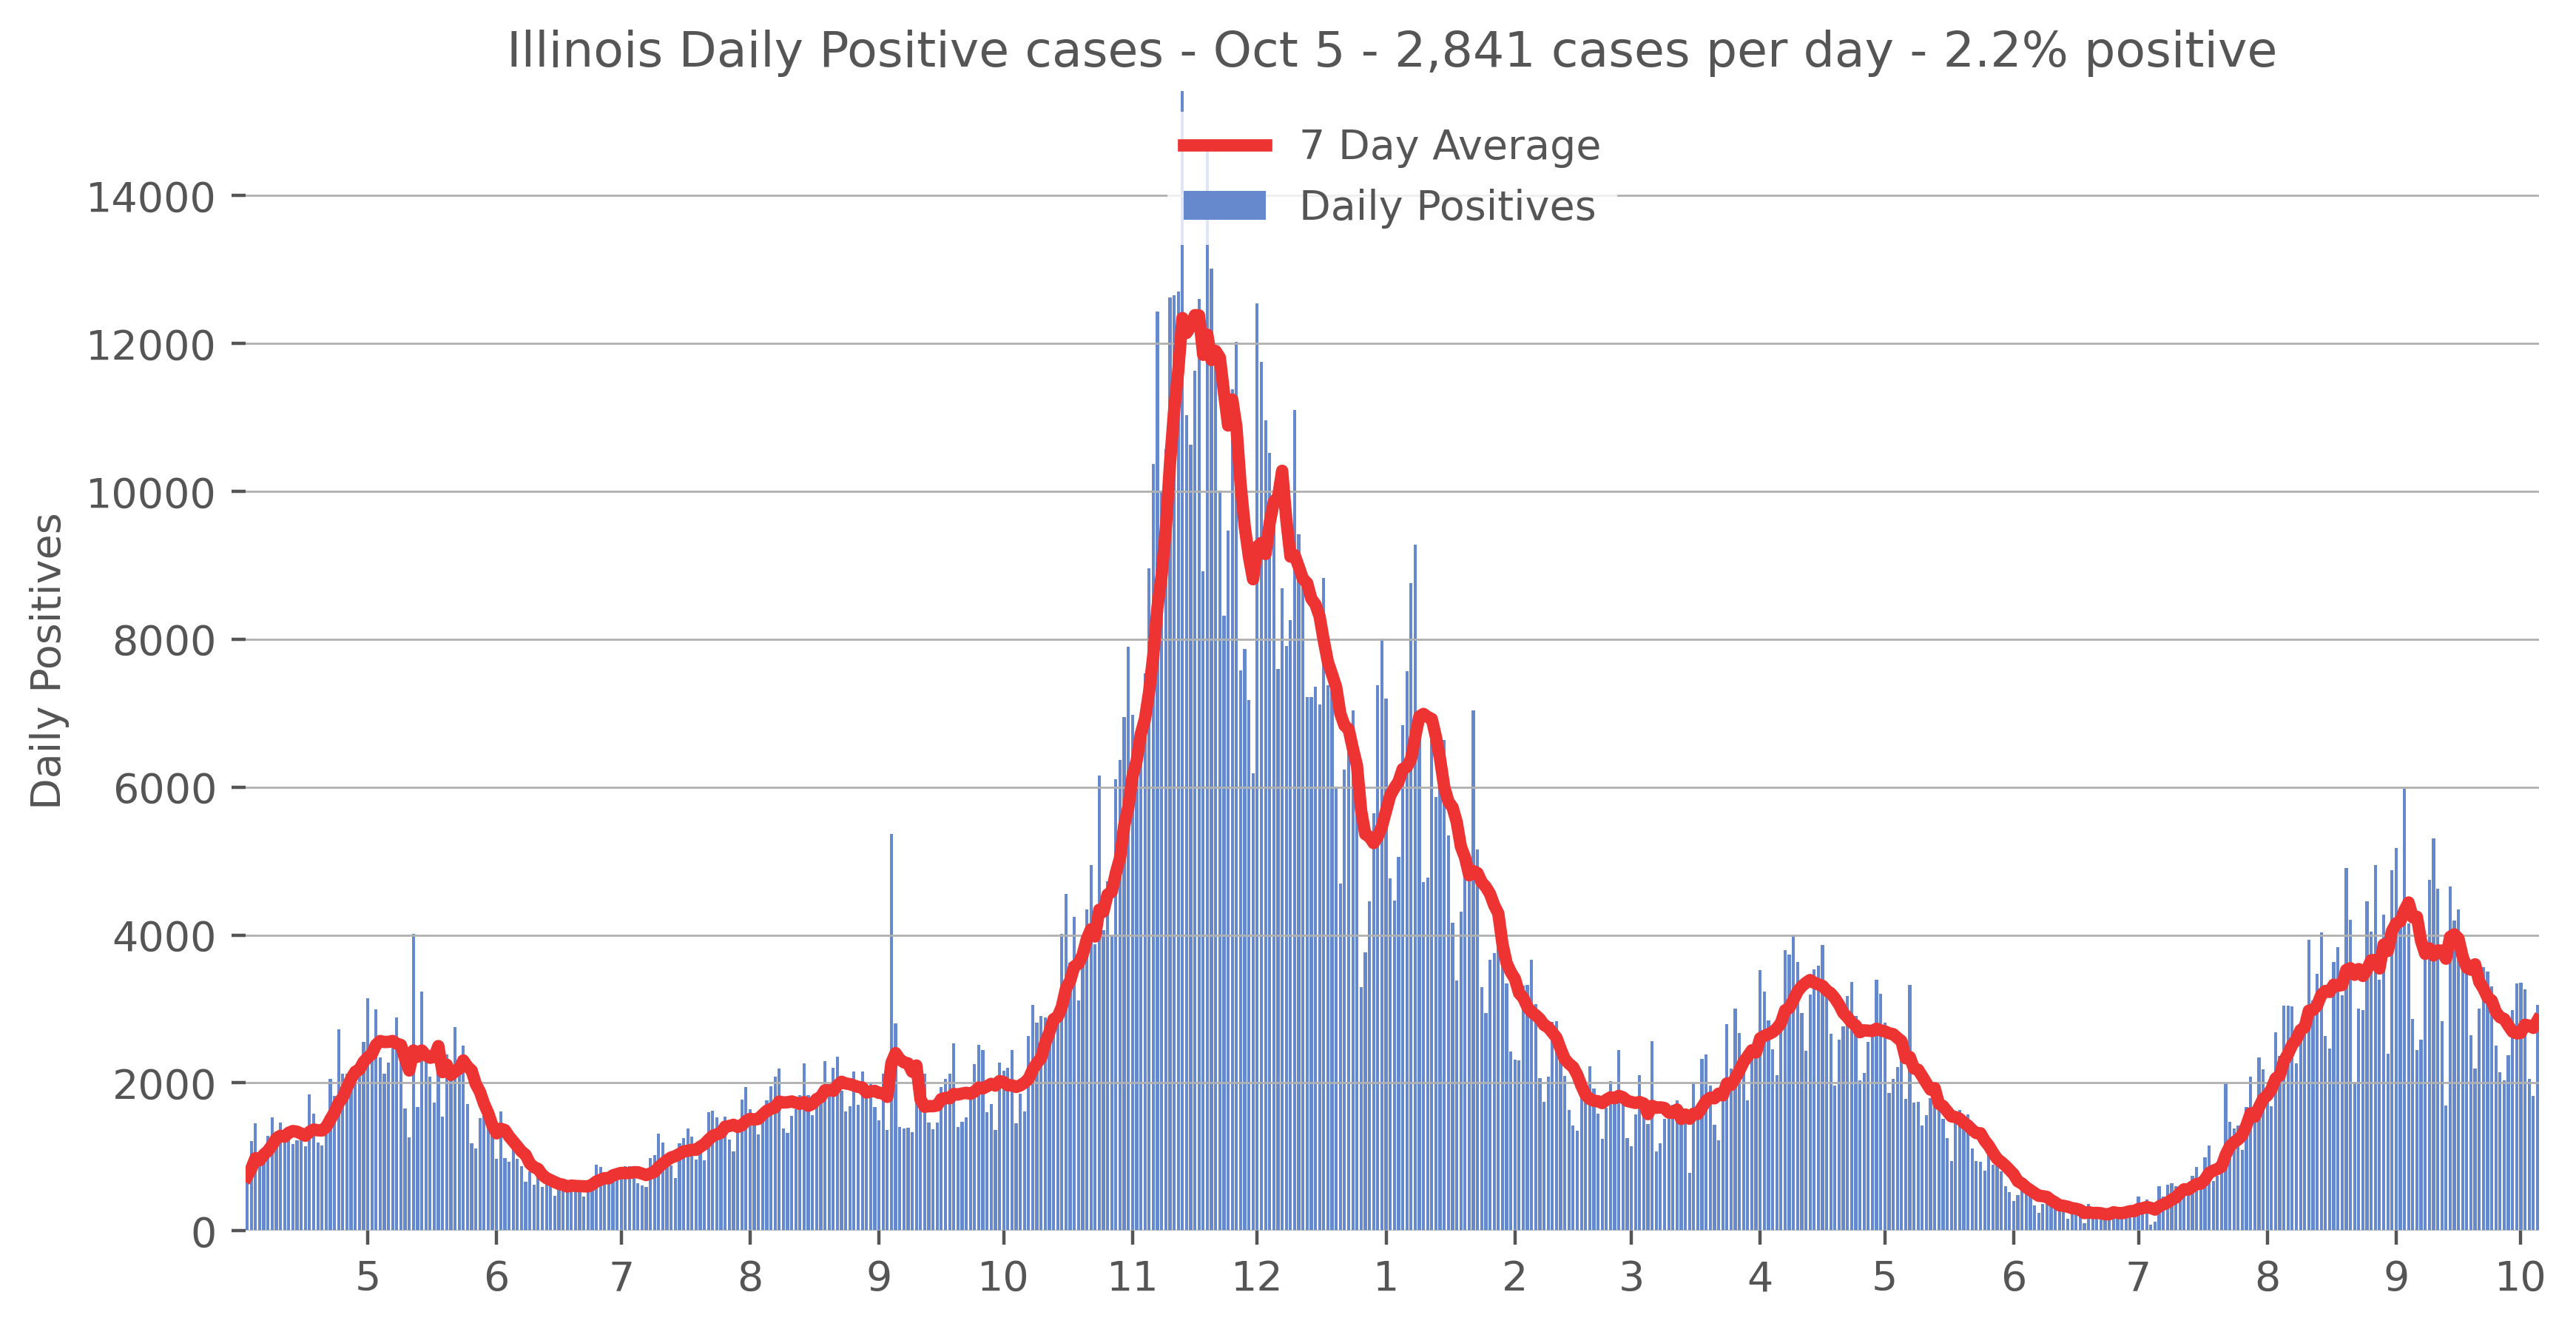 Illinois Daily Positive cases - Oct 5 - 2,841 cases per day - 2.2% positive
7 Day Average
Daily Positives
14000
12000
10000
8000
6000
4000
2000
0
Daily Positives
5 6 7 8 9 10 11 12 1 2 3 4 5 6 7 8 9 10